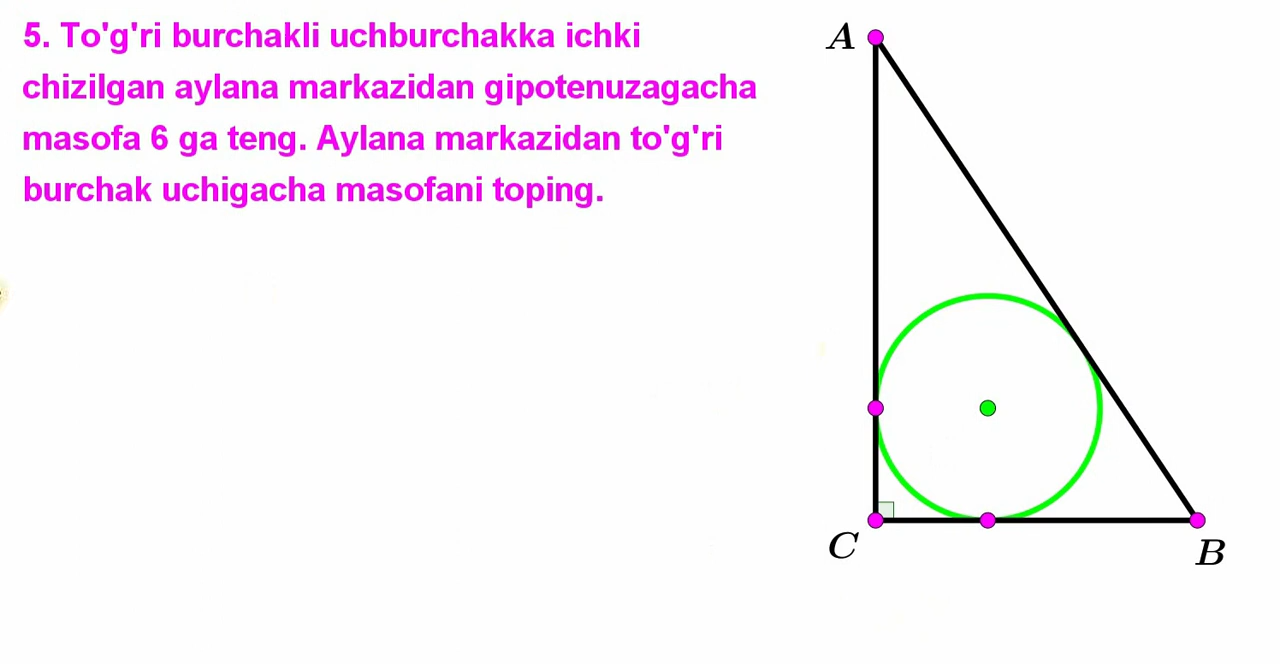 5. To'g'ri burchakli uchburchakka ichki
chizilgan aylana markazidan gipotenuzagacha
masofa 6 ga teng. Aylana markazidan to'g'ri
burchak uchigacha masofani toping.
A
C
B